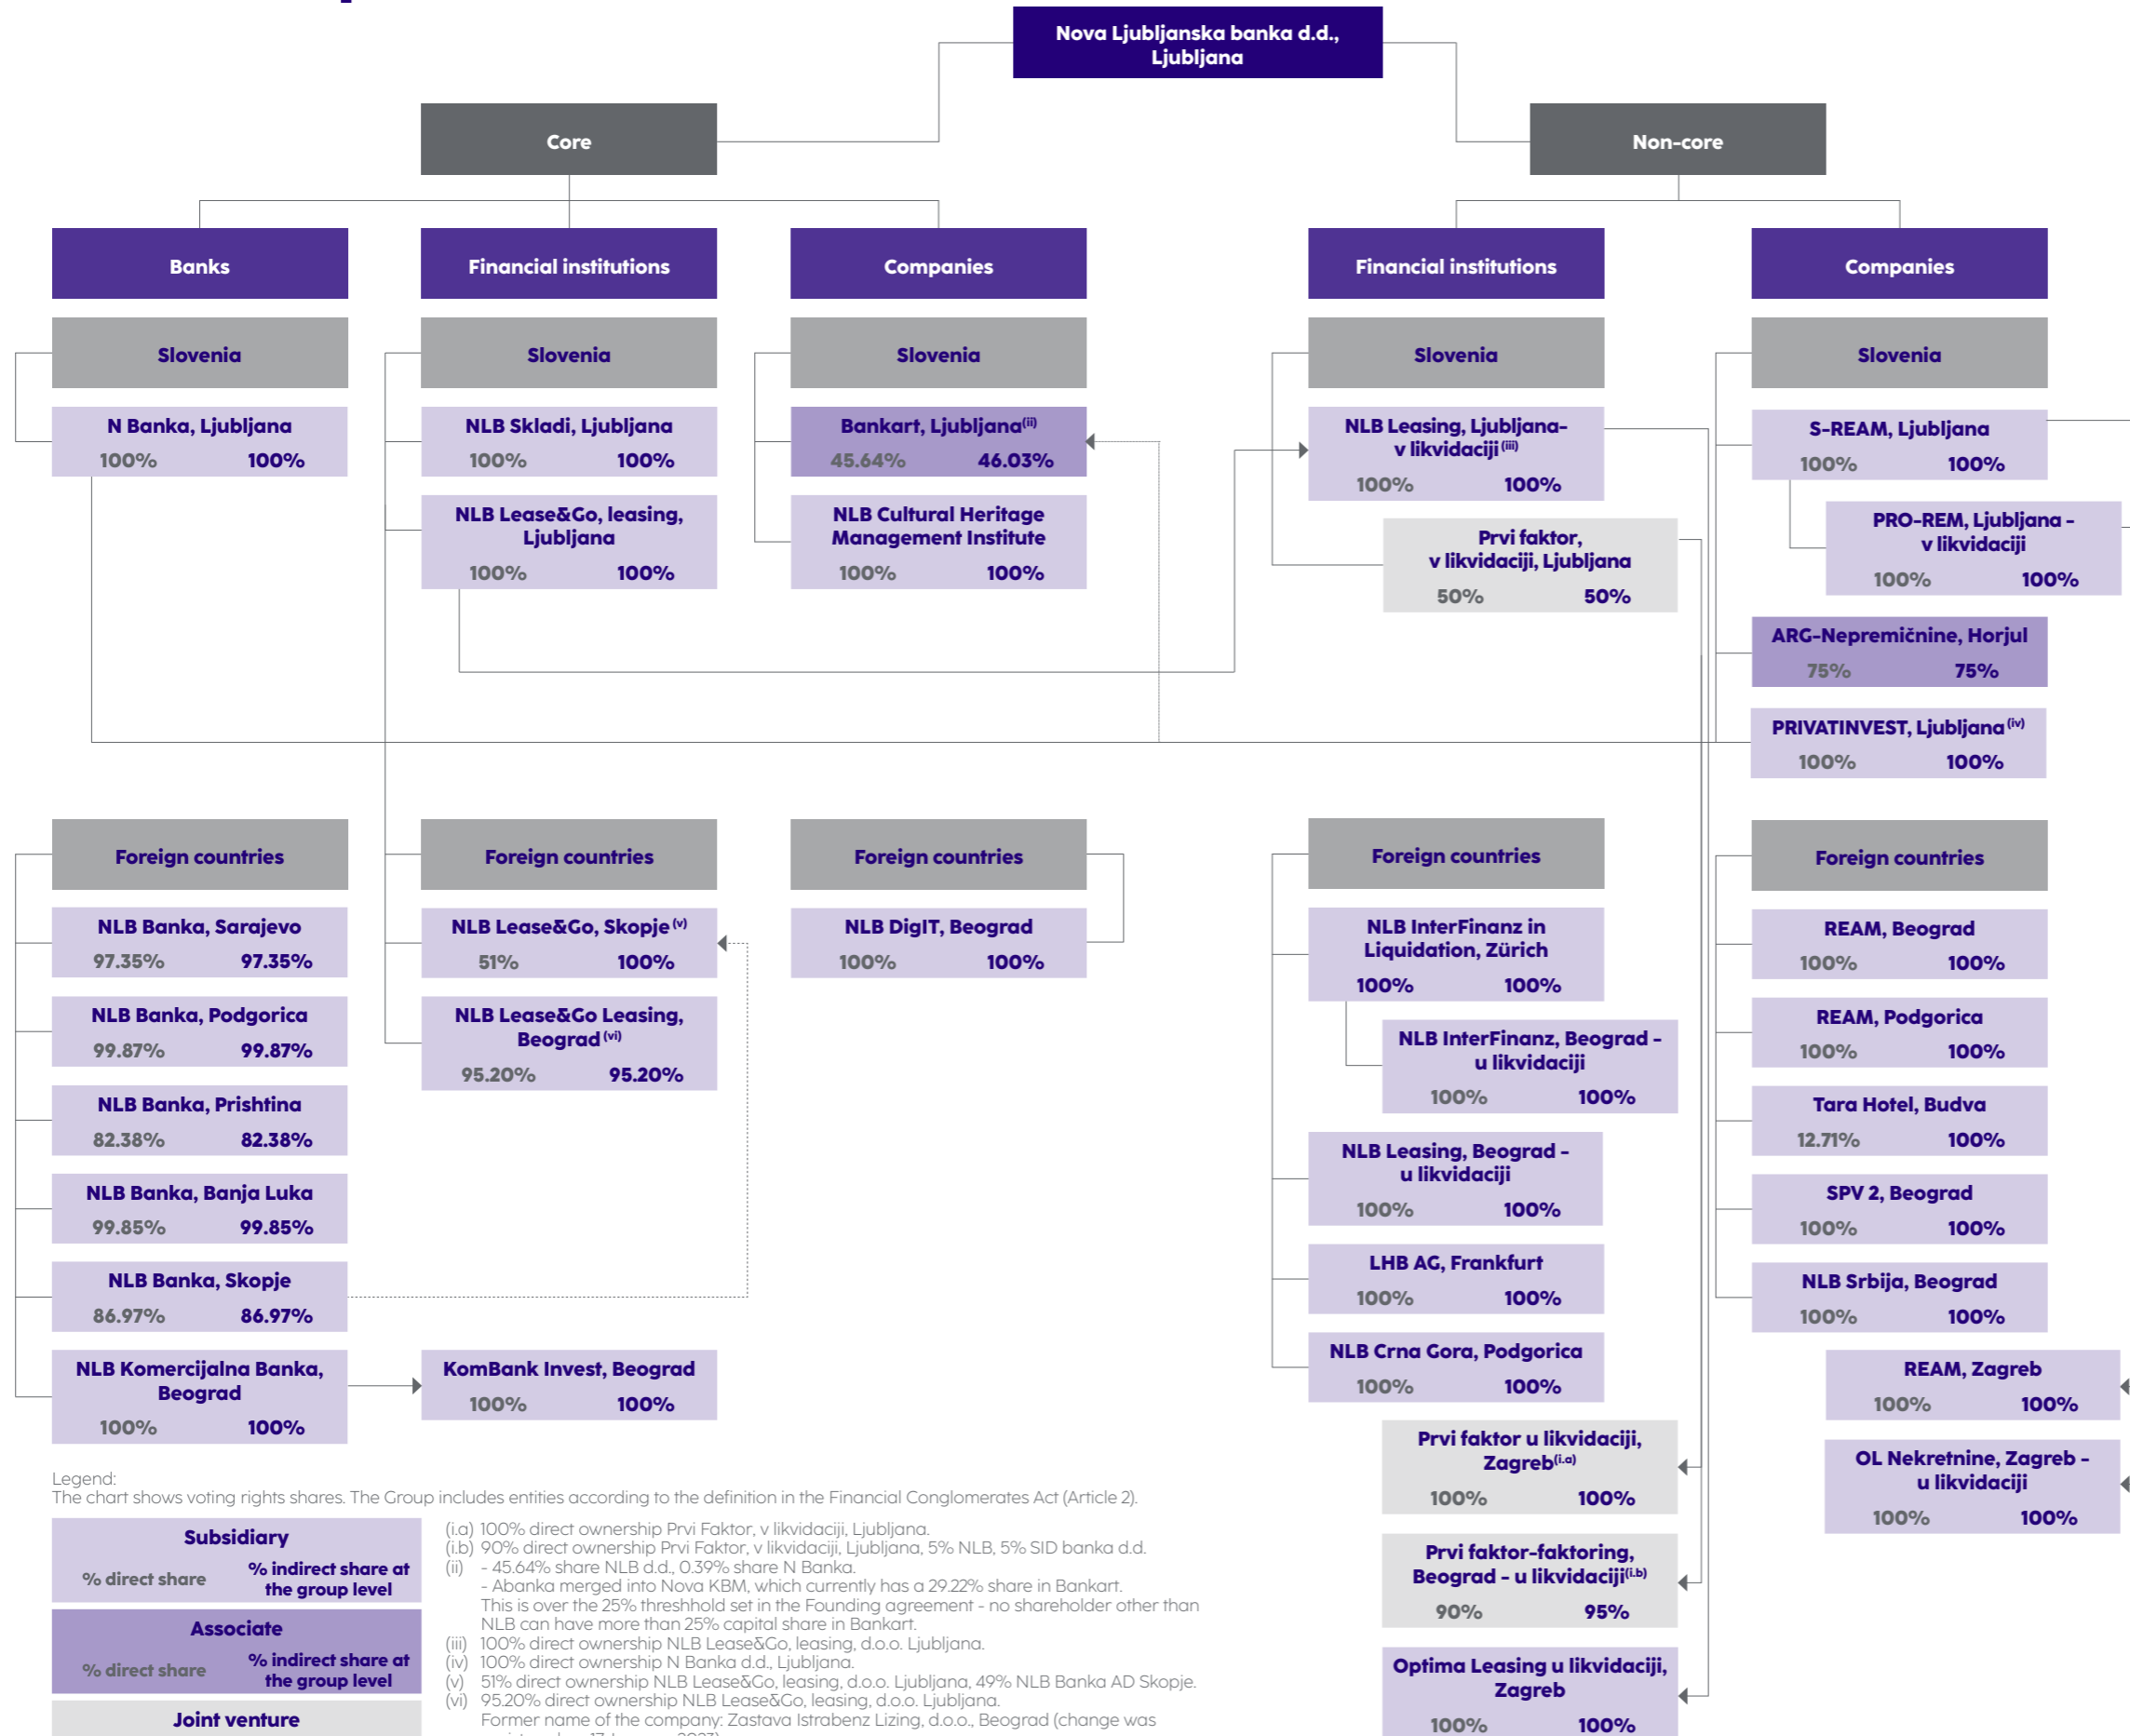 Nova Ljubljanska banka d.d.,
Ljubljana
Core
Non-core
Banks
Financial institutions
Companies
Financial institutions
Companies
Slovenia
Slovenia
Slovenia
Slovenia
Slovenia
N Banka, Ljubljana
100% 100%
NLB Skladi, Ljubljana
100% 100%
NLB Lease&Go, leasing,
Ljubljana
100% 100%
Bankart, Ljubljana(ii)
45.64% 46.03%
NLB Cultural Heritage
Management Institute
100% 100%
NLB Leasing, Ljubljana-
v likvidaciji (iii)
100% 100%
Prvi faktor,
v likvidaciji, Ljubljana
50% 50%
S-REAM, Ljubljana
100% 100%
PRO-REM, Ljubljana -
v likvidaciji
100% 100%
ARG-Nepremičnine, Horjul
75% 75%
PRIVATINVEST, Ljubljana (iv)
100% 100%
Foreign countries
Foreign countries
Foreign countries
Foreign countries
Foreign countries
NLB Banka, Sarajevo
97.35% 97.35%
NLB Banka, Podgorica
99.87% 99.87%
NLB Banka, Prishtina
82.38% 82.38%
NLB Banka, Banja Luka
99.85% 99.85%
NLB Banka, Skopje
86.97% 86.97%
NLB Komercijalna Banka,
Beograd
100% 100%
NLB Lease&Go, Skopje (v)
51% 100%
NLB Lease&Go Leasing,
Beograd (vi)
95.20% 95.20%
KomBank Invest, Beograd
100% 100%
NLB DigIT, Beograd
100% 100%
NLB InterFinanz in
Liquidation, Zürich
100% 100%
NLB InterFinanz, Beograd -
u likvidaciji
100% 100%
NLB Leasing, Beograd -
u likvidaciji
100% 100%
LHB AG, Frankfurt
100% 100%
NLB Crna Gora, Podgorica
100% 100%
Prvi faktor u likvidaciji,
Zagreb(i.a)
100% 100%
Prvi faktor-faktoring,
Beograd - u likvidaciji(i.b)
90% 95%
Optima Leasing u likvidaciji,
Zagreb
100% 100%
REAM, Beograd
100% 100%
REAM, Podgorica
100% 100%
Tara Hotel, Budva
12.71% 100%
SPV 2, Beograd
100% 100%
NLB Srbija, Beograd
100% 100%
REAM, Zagreb
100% 100%
OL Nekretnine, Zagreb -
u likvidaciji
100% 100%
Legend:
The chart shows voting rights shares. The Group includes entities according to the definition in the Financial Conglomerates Act (Article 2).
Subsidiary
% direct share % indirect share at
the group level
Associate
% direct share % indirect share at
the group level
Joint venture
(i.a) 100% direct ownership Prvi Faktor, v likvidaciji, Ljubljana.
(i.b) 90% direct ownership Prvi Faktor, v likvidaciji, Ljubljana, 5% NLB, 5% SID banka d.d.
(ii) - 45.64% share NLB d.d., 0.39% share N Banka.
- Abanka merged into Nova KBM, which currently has a 29.22% share in Bankart.
This is over the 25% threshhold set in the Founding agreement - no shareholder other than
NLB can have more than 25% capital share in Bankart.
(iii) 100% direct ownership NLB Lease&Go, leasing, d.o.o. Ljubljana.
(iv) 100% direct ownership N Banka d.d., Ljubljana.
(v) 51% direct ownership NLB Lease&Go, leasing, d.o.o. Ljubljana, 49% NLB Banka AD Skopje.
(vi) 95.20% direct ownership NLB Lease&Go, leasing, d.o.o. Ljubljana.
Former name of the company: Zastava Istrabenz Lizing, d.o.o., Beograd (change was